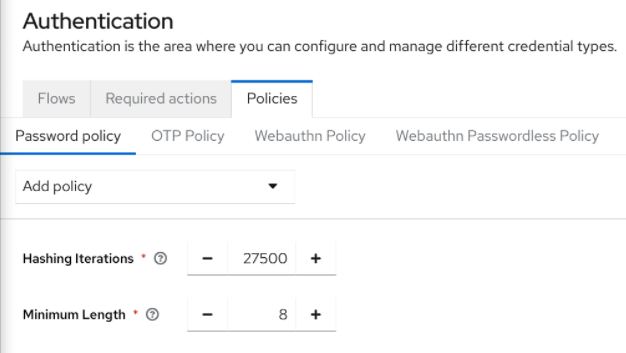 Authentication
Authentication is the area where you can configure and manage different credential types.
Flows Required actions Policies
Password policy OTP Policy Webauthn Policy Webauthn Passwordless Policy
Add policy
Hashing Iterations * 27500
Minimum Length * 8